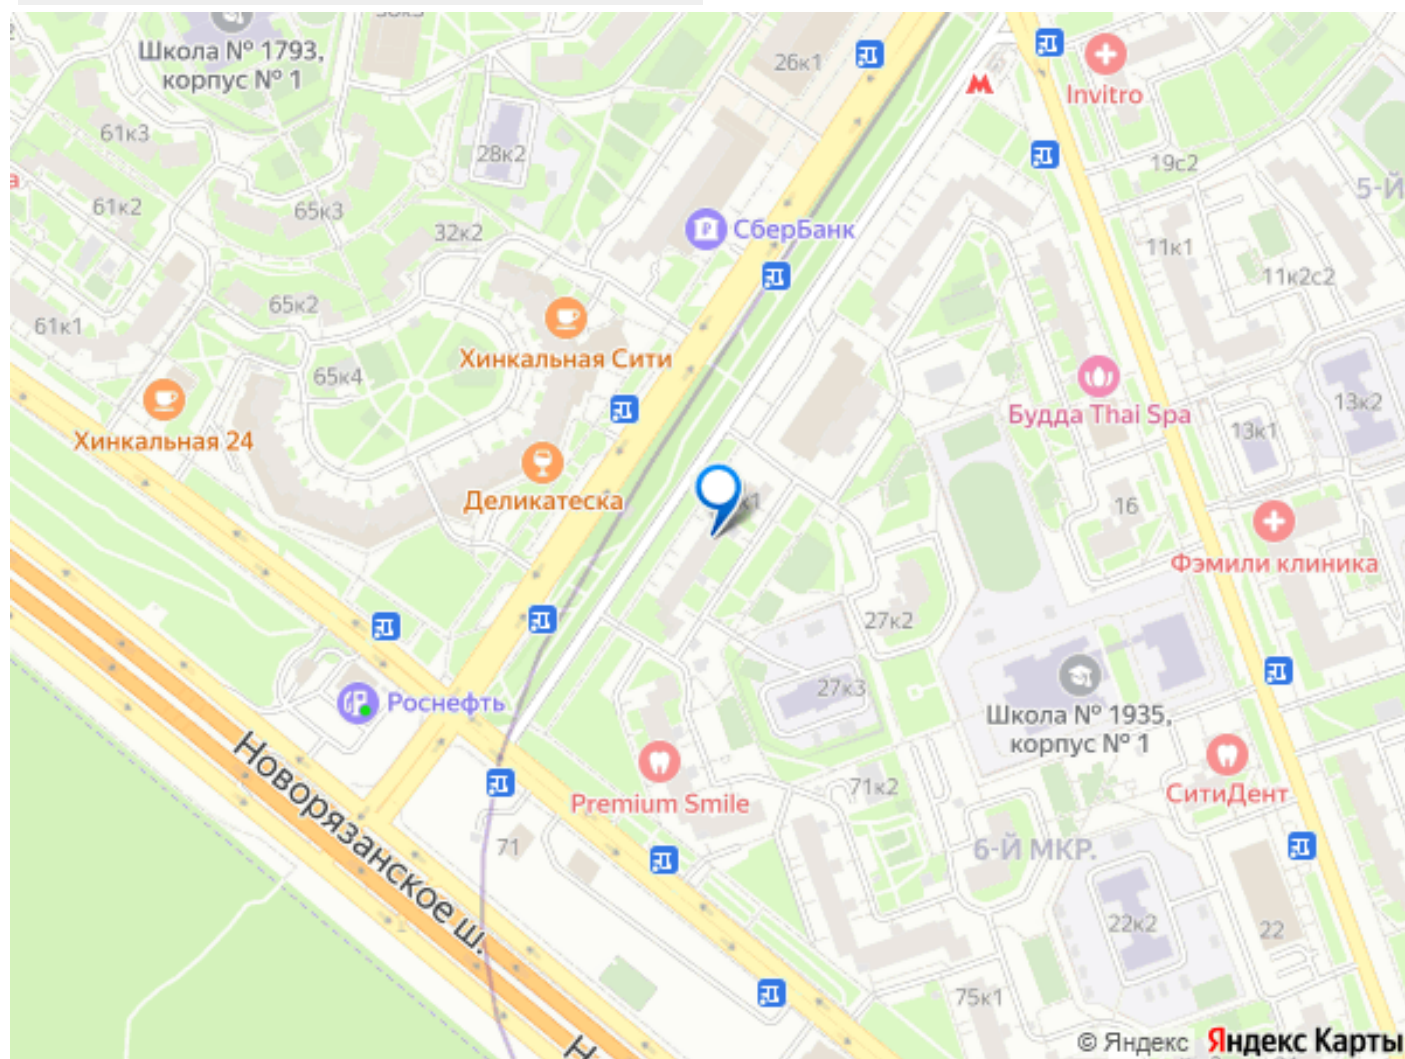 30к3
Школа № 1793,
корпус № 1
26к1
Invitro
61к3
28к2
19с2
а
61к2
65к3
32к2
СберБанк
5-Й
11к1
11к2с2
65к2
61к1
Хинкальная Сити
65к4
13к2
Хинкальная 24
Будда Thai Spa
13к1
Деликатеска
к1
16
Фэмили клиника
27к2
27к3
Роснефть
Школа № 1935,
корпус № 1
Новорязанское ш.
Premium Smile
71к2
СитиДент
71
6-Й МКР.
22к2
22
75к1
Н
© Яндекс Яндекс Карты